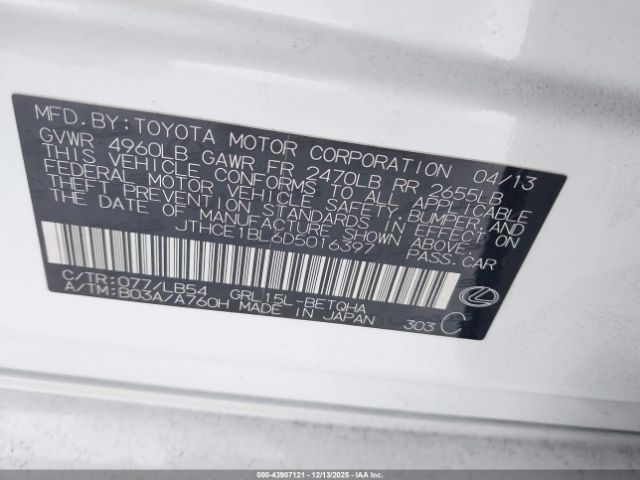 MFD. BY: TOYOTA MOTOR CORPORATION 04/13
GVWR 4960LB GAWR FR 2470LB RR 2655LB
THIS VEHICLE CONFORMS TO ALL APPLICABLE
FEDERAL MOTOR VEHICLE SAFETY, BUMPER, AND
THEFT PREVENTION STANDARDS IN EFFECT ON
THE DATE OF MANUFACTURE SHOWN ABOVE.
JTHCE1BL6D5016397 PASS.CAR
C/TR: 077/LB54 GRL15L-BETQHA
A/TM: B03A/A760H MADE IN JAPAN 303 C
000-43907121 - 12/13/2025 - IAAI.COM